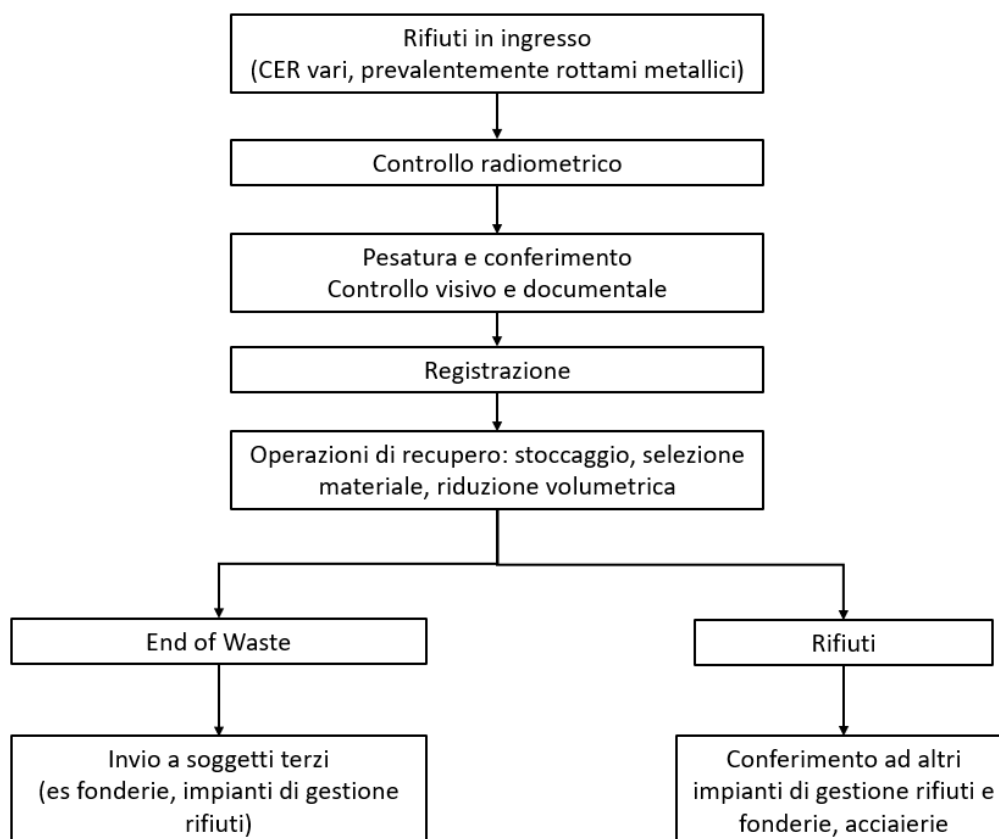 Rifiuti in ingresso
(CER vari, prevalentemente rottami metallici)
Controllo radiometrico
Pesatura e conferimento
Controllo visivo e documentale
Registrazione
Operazioni di recupero: stoccaggio, selezione
materiale, riduzione volumetrica
End of Waste
Rifiuti
Invio a soggetti terzi
(es fonderie, impianti di gestione
rifiuti)
Conferimento ad altri
impianti di gestione rifiuti e
fonderie, acciaierie